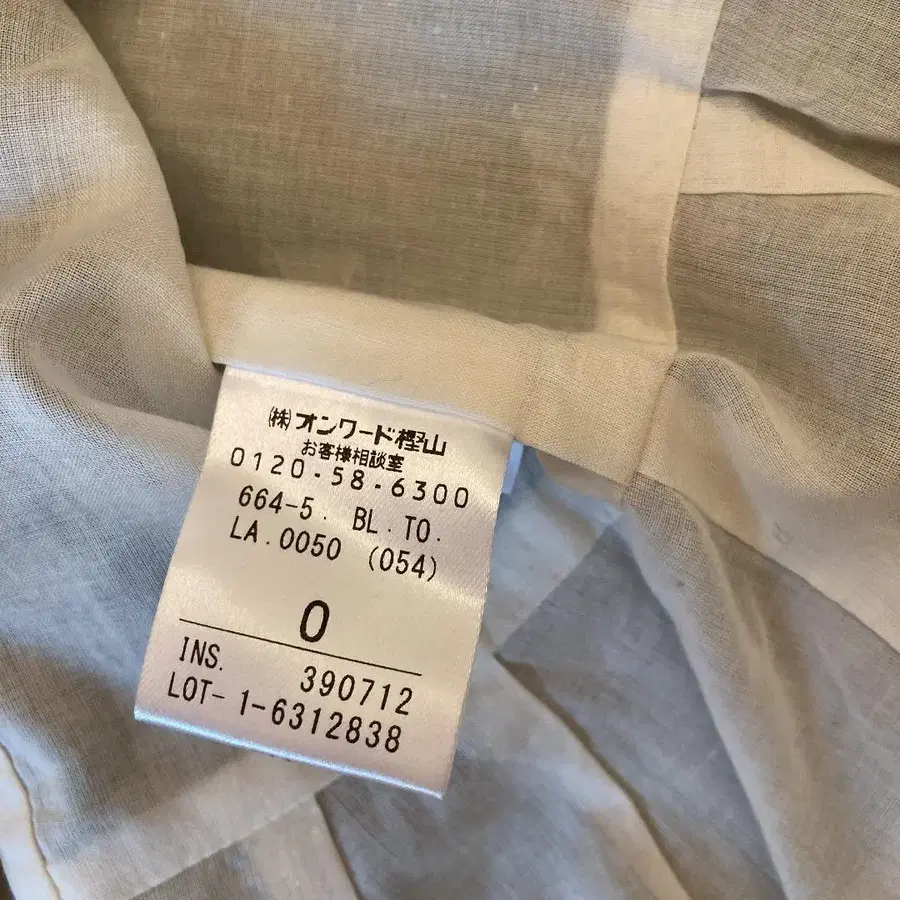 ㈱オンワード樫山
お客様相談室
0120・58・6300
664-5. BL.TO.
LA.0050 (054)
0
INS. 390712
LOT- 1-6312838